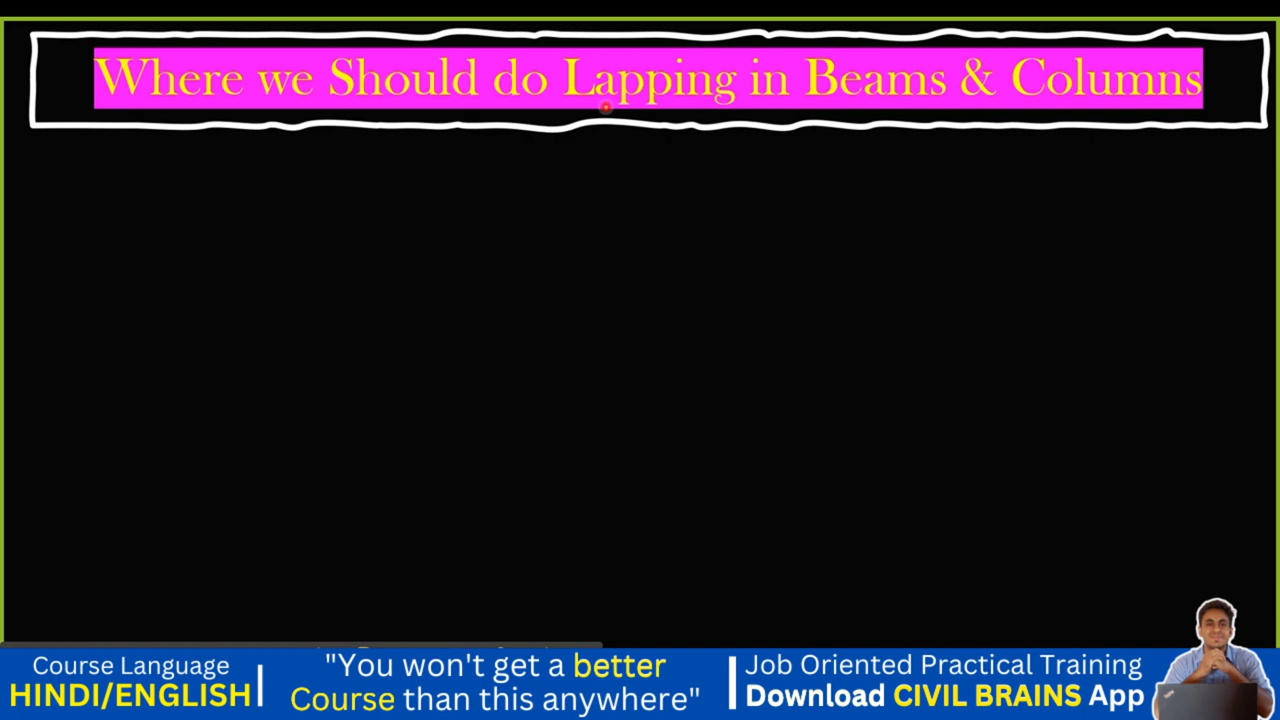 Where we Should do Lapping in Beams & Columns
Course Language
HINDI/ENGLISH
"You won't get a better
Course than this anywhere"
Job Oriented Practical Training
Download CIVIL BRAINS App